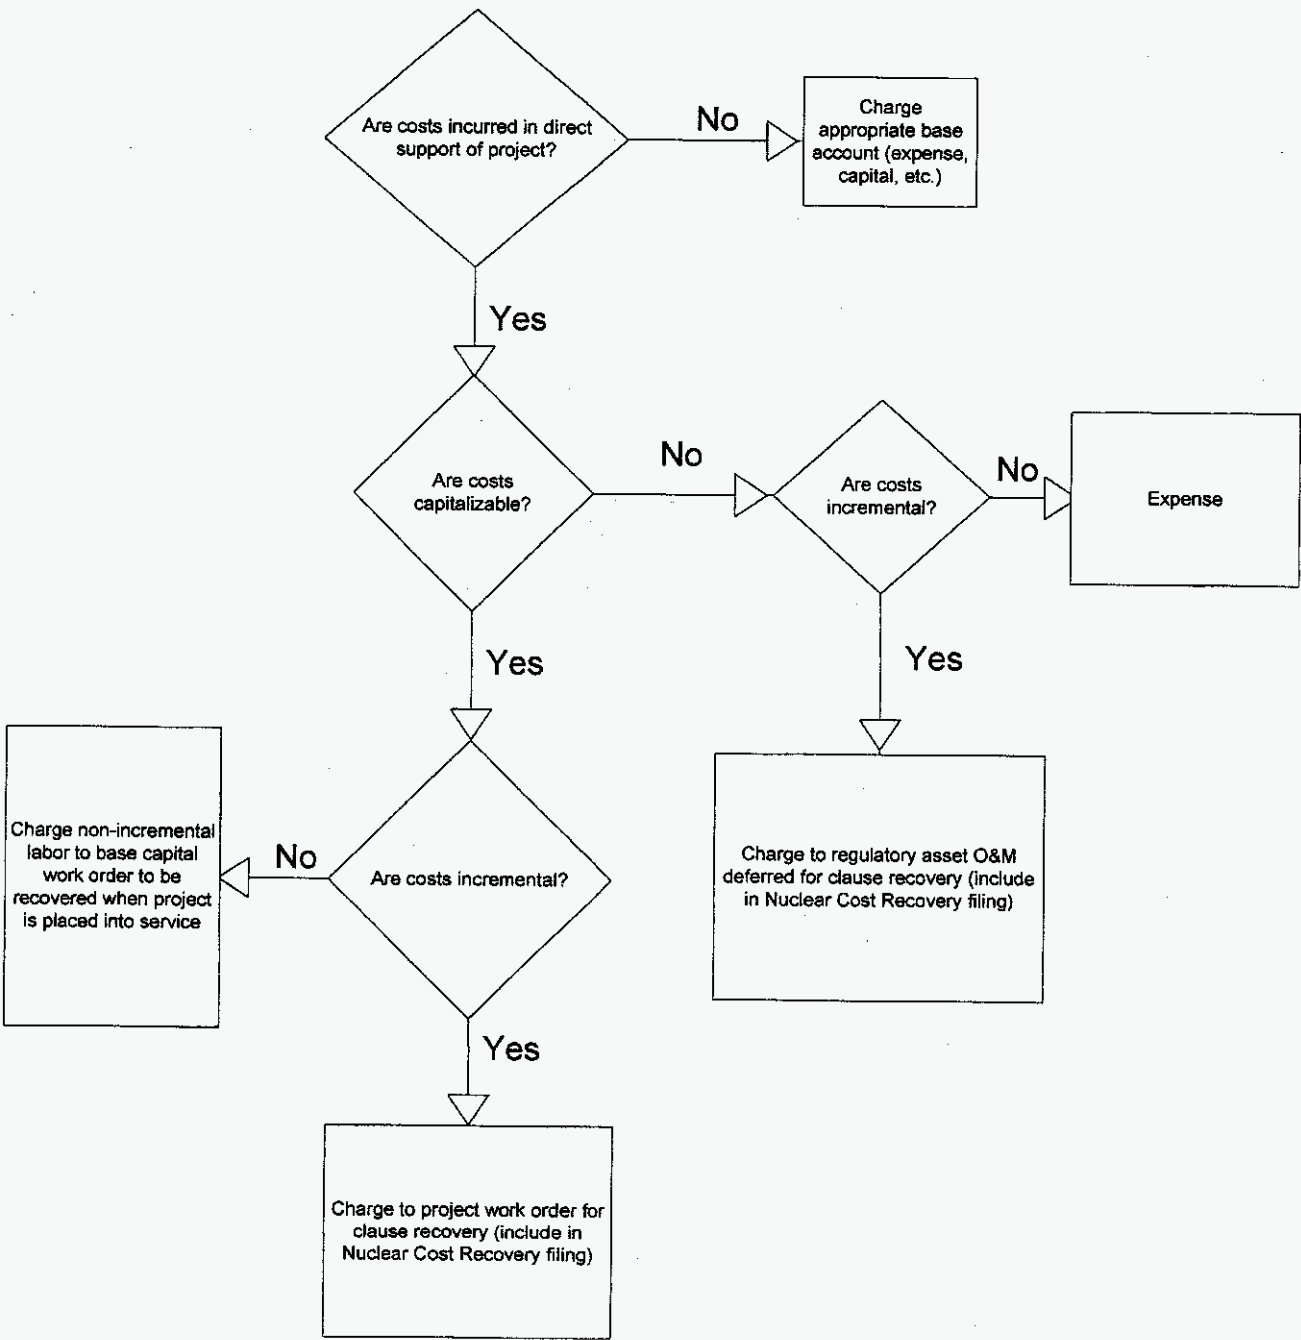 Are costs incurred in direct
support of project?
No
Charge
appropriate base
account (expense,
capital, etc.)
Yes
Are costs
capitalizable?
No
Are costs
incremental?
No
Expense
Yes
Yes
Charge non-incremental
labor to base capital
work order to be
recovered when project
is placed into service
No
Are costs incremental?
Charge to regulatory asset O&M
deferred for clause recovery (include
in Nuclear Cost Recovery filing)
Yes
Charge to project work order for
clause recovery (include in
Nuclear Cost Recovery filing)